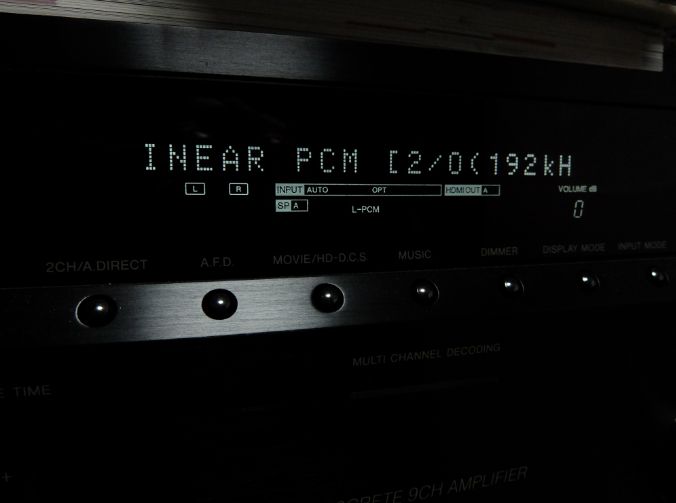 INEAR PCM [2/0(192kH
L R INPUT AUTO OPT HDMI OUT A VOLUME dB
SP A L-PCM 0
2CH/A.DIRECT A.F.D. MOVIE/HD-D.C.S. MUSIC DIMMER DISPLAY MODE INPUT MODE
MULTI CHANNEL DECODING
E TIME
+
CRETE 9CH AMPLIFIER